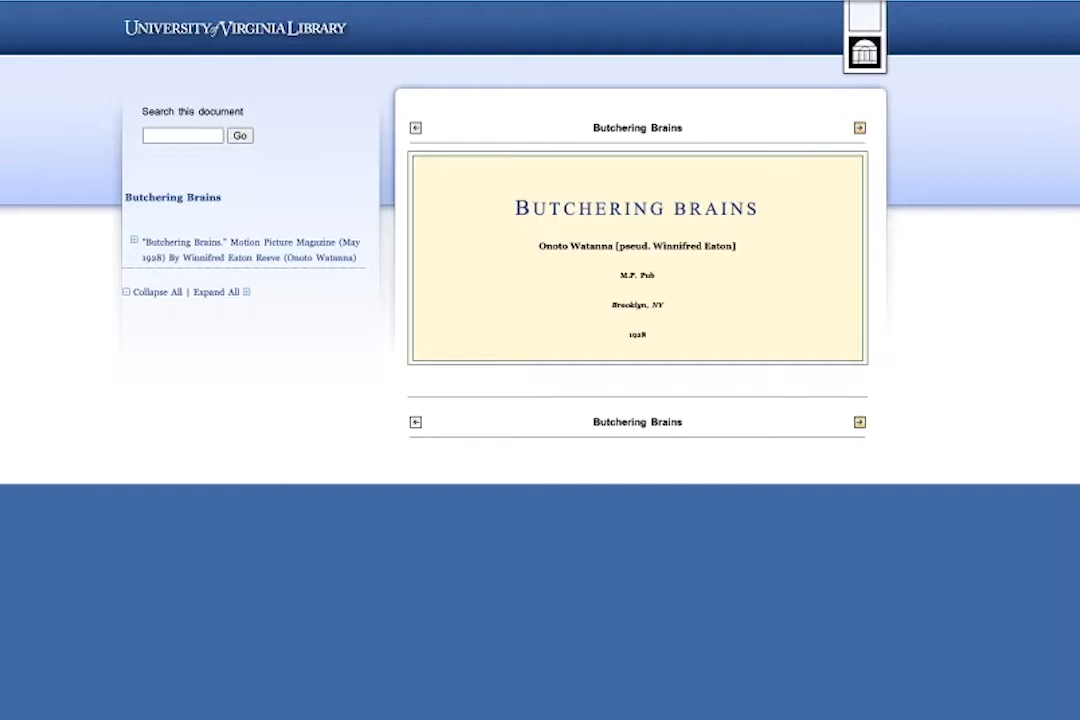 UNIVERSITY of VIRGINIA LIBRARY
Search this document
Go
Butchering Brains
"Butchering Brains." Motion Picture Magazine (May
1928) By Winnifred Eaton Reeve (Onoto Watanna)
Collapse All | Expand All
Butchering Brains
BUTCHERING BRAINS
Onoto Watanna [pseud. Winnifred Eaton]
M.P. Pub
Brooklyn, NY
1928
Butchering Brains